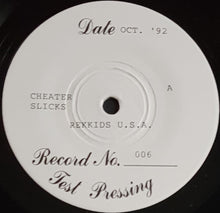 Date OCT. '92
CHEATER A
SLICKS
REKKIDS U.S.A.
Record No. 006
Test Pressing